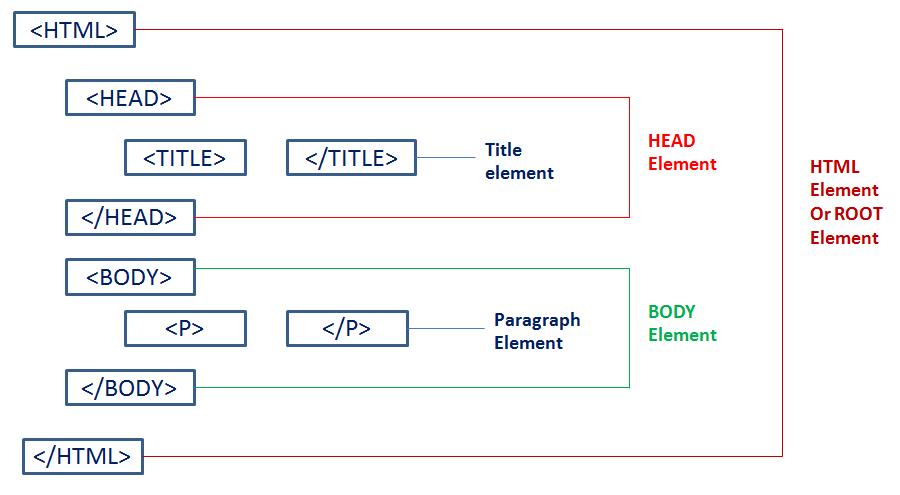 <HTML>
<HEAD>
<TITLE>
</TITLE>
Title
element
HEAD
Element
</HEAD>
<BODY>
<P>
</P>
Paragraph
Element
BODY
Element
</BODY>
</HTML>
HTML
Element
Or ROOT
Element